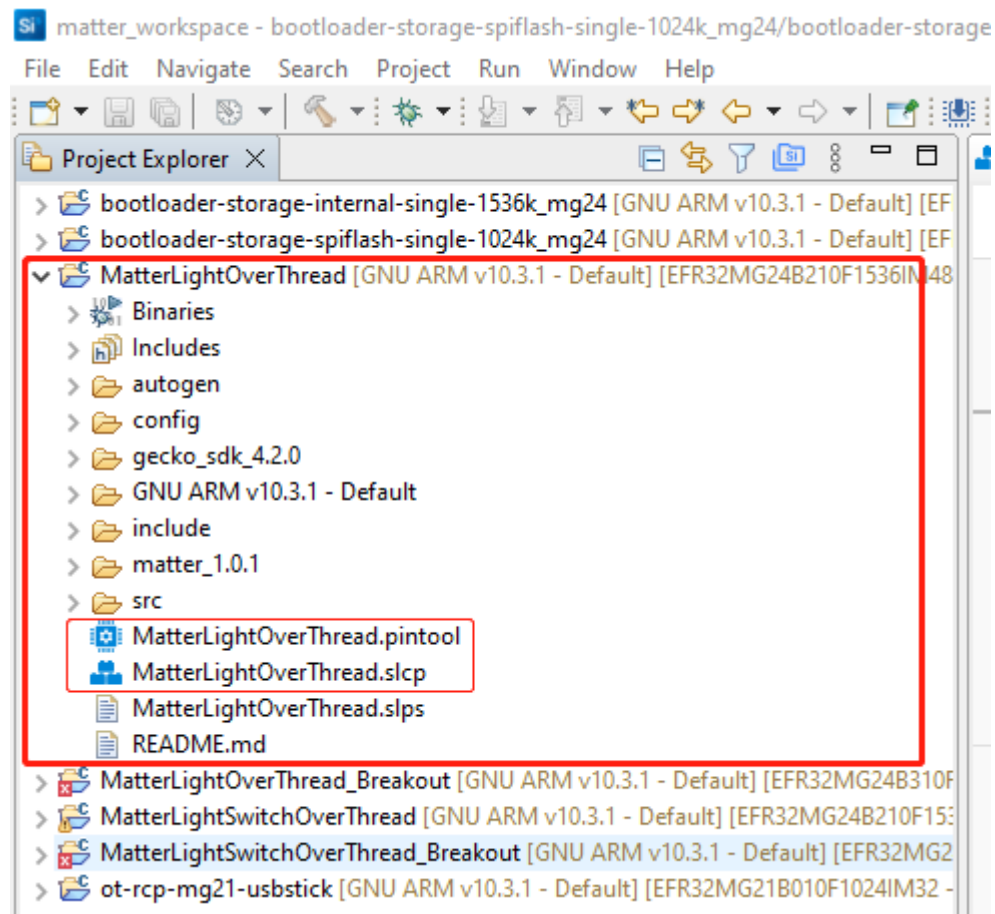 Si matter_workspace - bootloader-storage-spiflash-single-1024k_mg24/bootloader-storage
File Edit Navigate Search Project Run Window Help
Project Explorer
bootloader-storage-internal-single-1536k_mg24 [GNU ARM v10.3.1 - Default] [EF
bootloader-storage-spiflash-single-1024k_mg24 [GNU ARM v10.3.1 - Default] [EF
MatterLightOverThread [GNU ARM v10.3.1 - Default] [EFR32MG24B210F1536IM48
Binaries
Includes
autogen
config
gecko_sdk_4.2.0
GNU ARM v10.3.1 - Default
include
matter_1.0.1
src
MatterLightOverThread.pintool
MatterLightOverThread.slcp
MatterLightOverThread.slps
README.md
MatterLightOverThread_Breakout [GNU ARM v10.3.1 - Default] [EFR32MG24B310F
MatterLightSwitchOverThread [GNU ARM v10.3.1 - Default] [EFR32MG24B210F153
MatterLightSwitchOverThread_Breakout [GNU ARM v10.3.1 - Default] [EFR32MG2
ot-rcp-mg21-usbstick [GNU ARM v10.3.1 - Default] [EFR32MG21B010F1024IM32 -